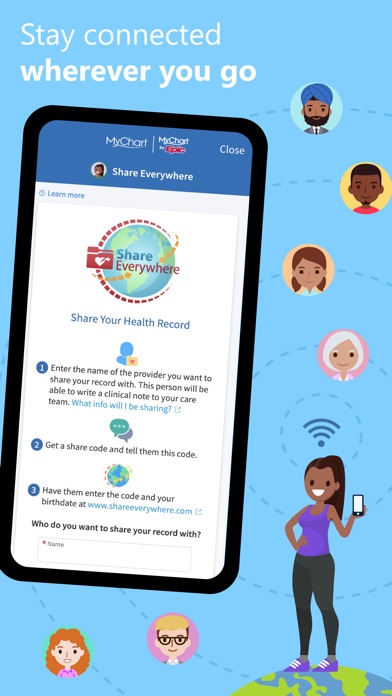 Stay connected
wherever you go
MyChart
MyChart
by Epic
Close
Share Everywhere
Learn more
Share
Everywhere
Share Your Health Record
1 Enter the name of the provider you want to
share your record with. This person will be
able to write a clinical note to your care
team. What info will I be sharing?
2 Get a share code and tell them this code.
3 Have them enter the code and your
birthdate at www.shareeverywhere.com
Who do you want to share your record with?
* Name